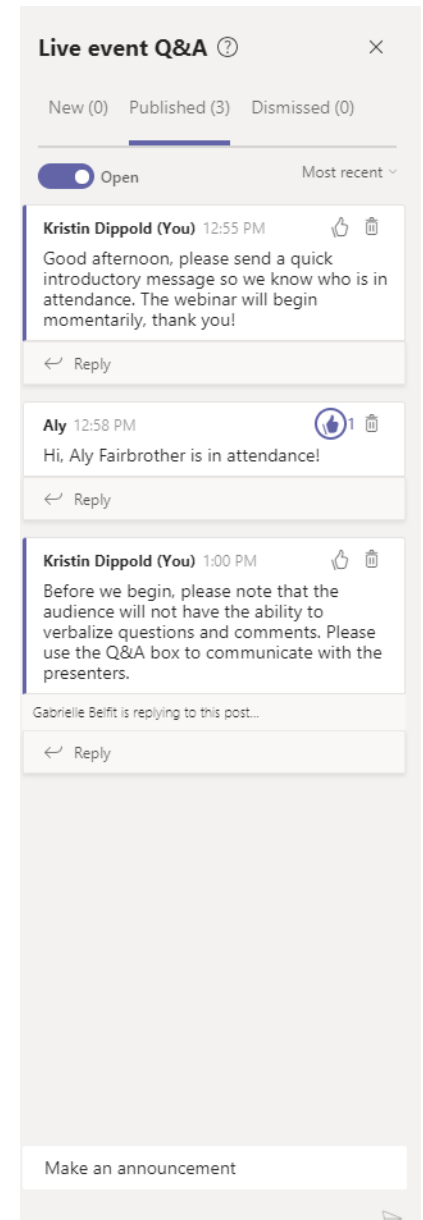 Live event Q&A ?
New (0) Published (3) Dismissed (0)
Open Most recent
Kristin Dippold (You) 12:55 PM
Good afternoon, please send a quick
introductory message so we know who is in
attendance. The webinar will begin
momentarily, thank you!
Reply
Aly 12:58 PM 1
Hi, Aly Fairbrother is in attendance!
Reply
Kristin Dippold (You) 1:00 PM
Before we begin, please note that the
audience will not have the ability to
verbalize questions and comments. Please
use the Q&A box to communicate with the
presenters.
Gabrielle Belfit is replying to this post...
Reply
Make an announcement